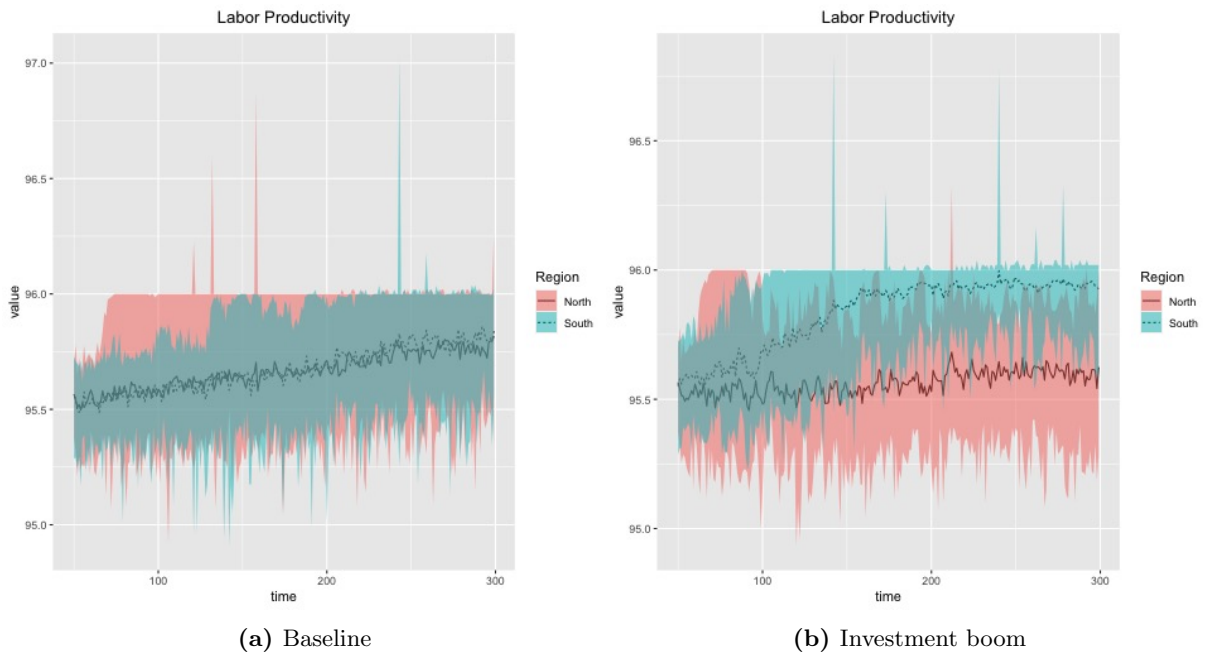 Labor Productivity
97.0
96.5
96.0
95.5
95.0
value
100
200
300
time
Region
North
South
(a) Baseline
Labor Productivity
96.5
96.0
95.5
95.0
value
100
200
300
time
Region
North
South
(b) Investment boom